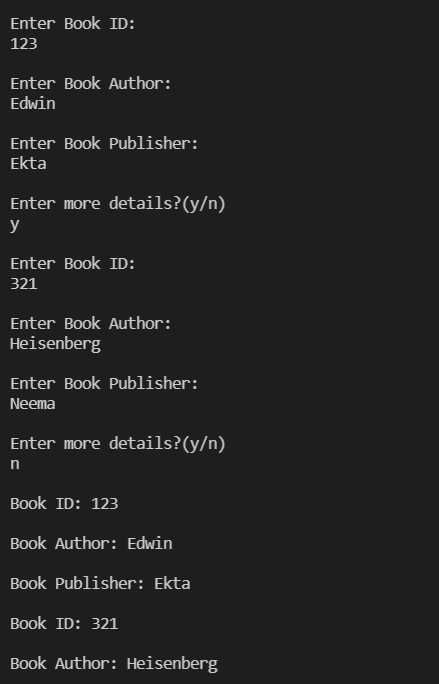 Enter Book ID:
123
Enter Book Author:
Edwin
Enter Book Publisher:
Ekta
Enter more details?(y/n)
y
Enter Book ID:
321
Enter Book Author:
Heisenberg
Enter Book Publisher:
Neema
Enter more details?(y/n)
n
Book ID: 123
Book Author: Edwin
Book Publisher: Ekta
Book ID: 321
Book Author: Heisenberg